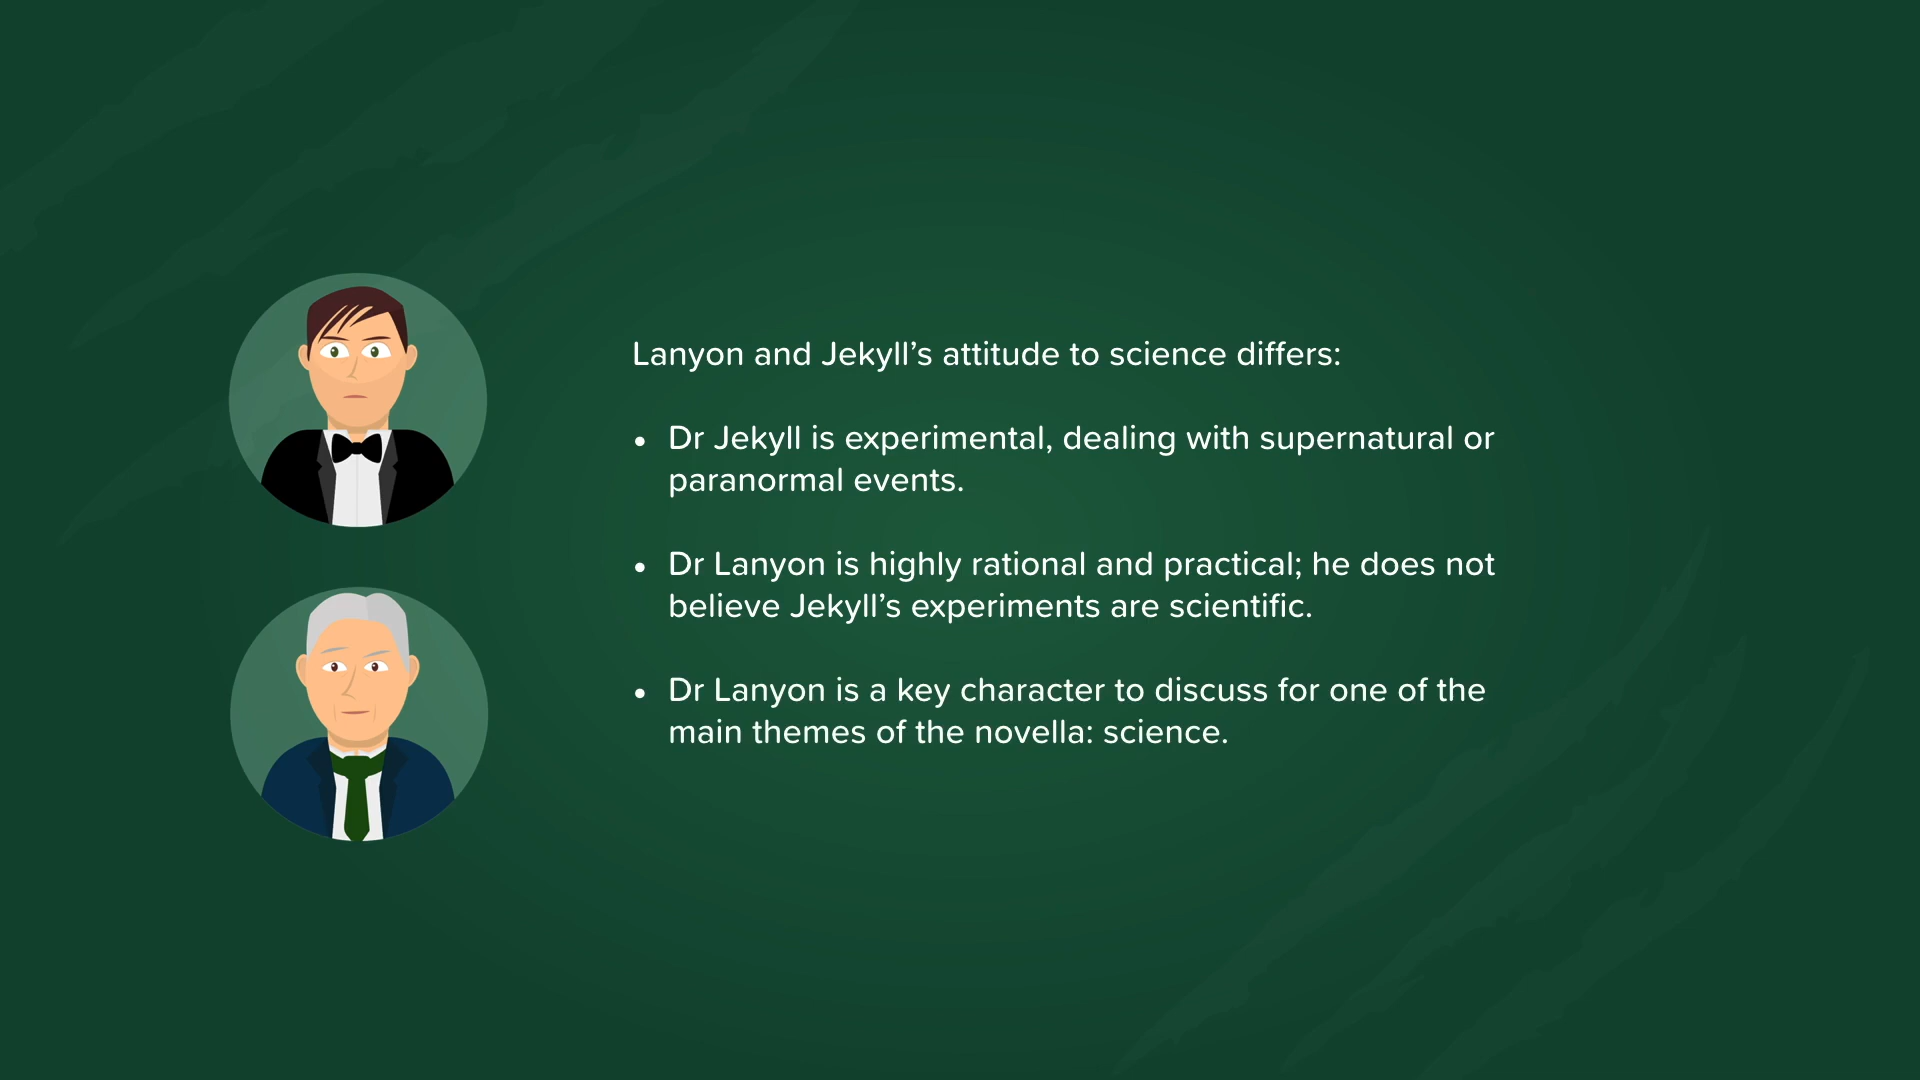 Lanyon and Jekyll’s attitude to science differs:
• Dr Jekyll is experimental, dealing with supernatural or
paranormal events.
• Dr Lanyon is highly rational and practical; he does not
believe Jekyll’s experiments are scientific.
• Dr Lanyon is a key character to discuss for one of the
main themes of the novella: science.